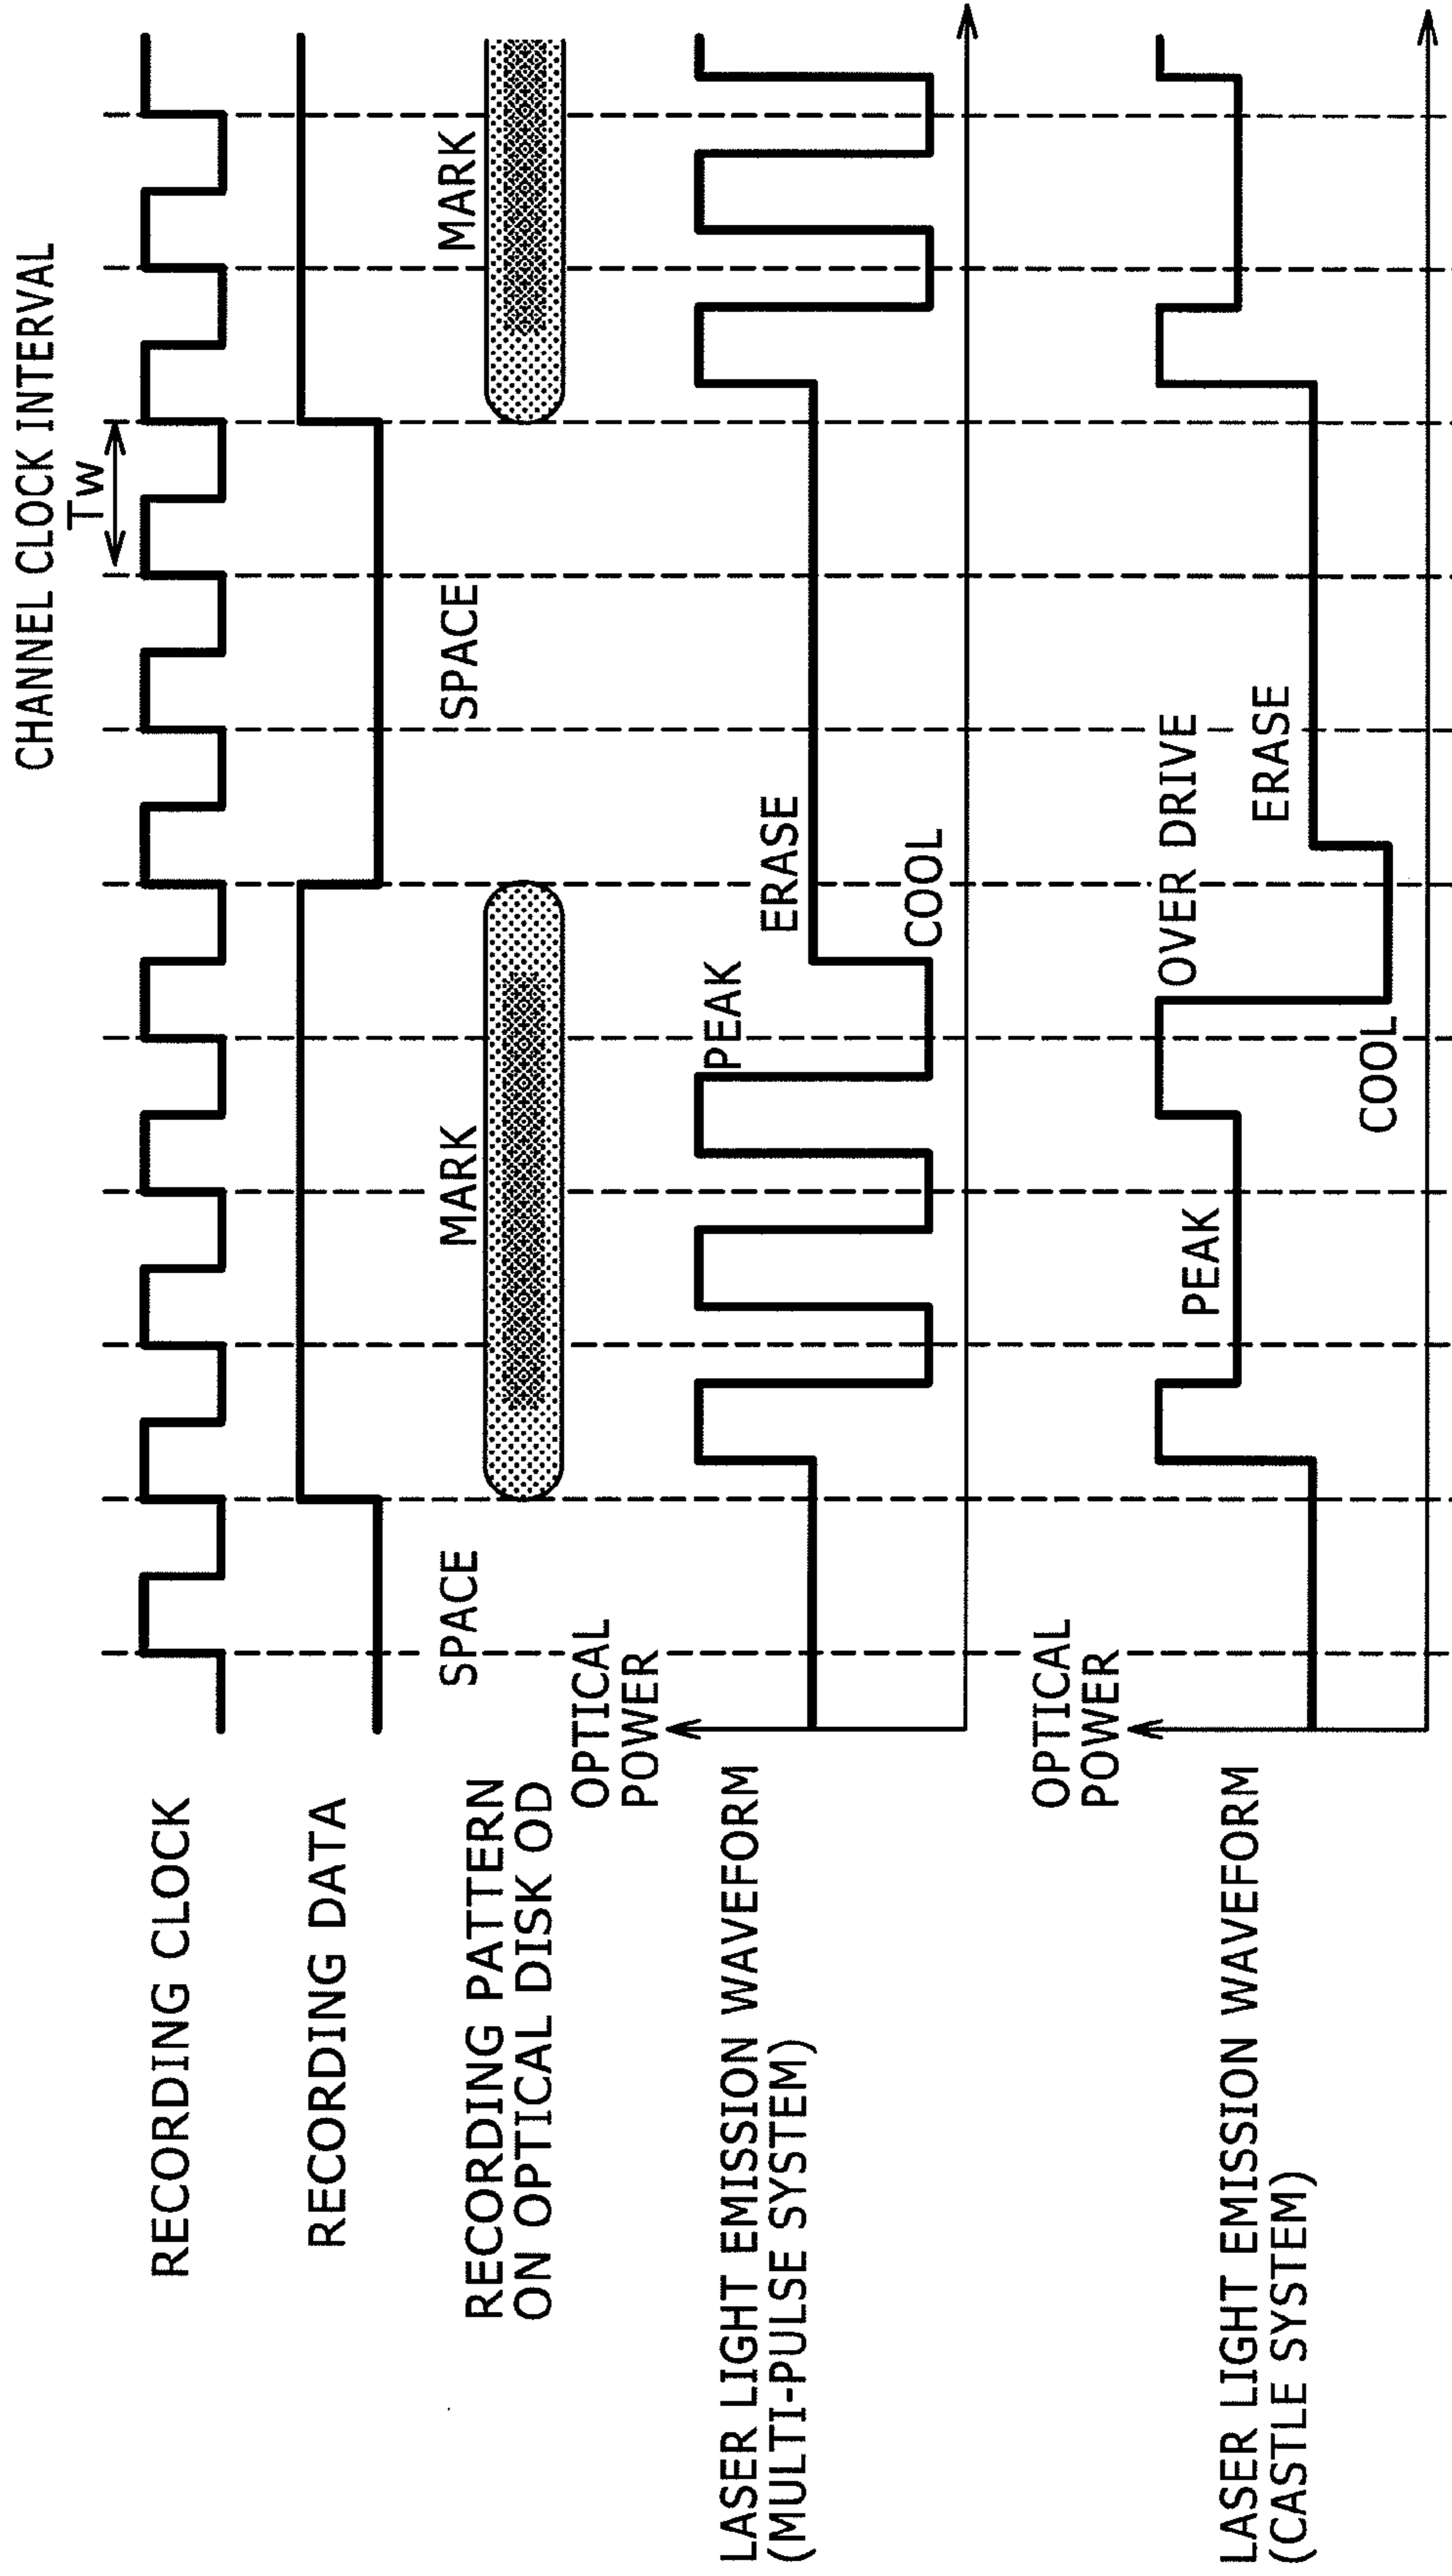 CHANNEL CLOCK INTERVAL
Tw
RECORDING CLOCK
RECORDING DATA
RECORDING PATTERN
ON OPTICAL DISK OD
SPACE
MARK
SPACE
MARK
OPTICAL
POWER
LASER LIGHT EMISSION WAVEFORM
(MULTI-PULSE SYSTEM)
PEAK
ERASE
COOL
OPTICAL
POWER
LASER LIGHT EMISSION WAVEFORM
(CASTLE SYSTEM)
PEAK
OVER DRIVE
COOL
ERASE